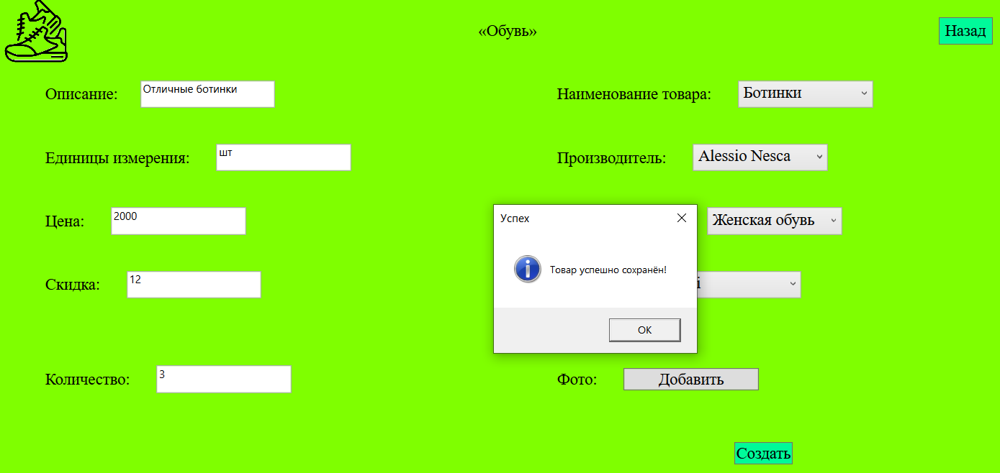 «Обувь»
Назад
Описание:
Отличные ботинки
Наименование товара:
Ботинки
Единицы измерения:
шт
Производитель:
Alessio Nesca
Цена:
2000
Женская обувь
Скидка:
12
Успех
Товар успешно сохранён!
OK
Количество:
3
Фото:
Добавить
Создать